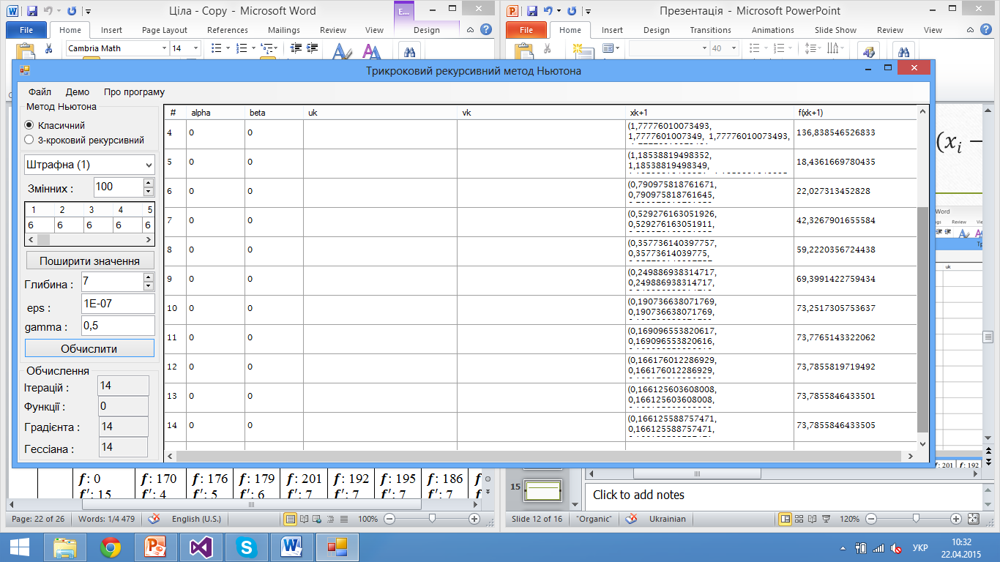 Ціла - Copy - Microsoft Word
E...
Презентація - Microsoft PowerPoint
File Home Insert Page Layout References Mailings Review View Design
File Home Insert Design Transitions Animations Slide Show Review View
Cambria Math 14
40
Трикроковий рекурсивний метод Ньютона
Файл Демо Про програму
Метод Ньютона
Класичний
3-кроковий рекурсивний
Штрафна (1)
Змінних : 100
1 2 3 4 5
6 6 6 6 6
Поширити значення
Глибина : 7
eps : 1E-07
gamma : 0,5
Обчислити
Обчислення
Ітерацій : 14
Функції : 0
Градієнта : 14
Гессіана : 14
# alpha beta uk vk xk+1 f(xk+1)
4 0 0 (1,77776010073493, 136,838546526833
1,7777601007349, 1,77776010073493,
5 0 0 (1,18538819498352, 18,4361669780435
1,18538819498349,
6 0 0 (0,790975818761671, 22,027313452828
0,790975818761645,
7 0 0 (0,529276163051926, 42,3267901655584
0,529276163051911,
8 0 0 (0,357736140397757, 59,2220356724438
0,35773614039775,
9 0 0 (0,249886938314717, 69,3991422759434
0,249886938314717,
10 0 0 (0,190736638071769, 73,2517305753637
0,190736638071769,
11 0 0 (0,169096553820617, 73,7765143322062
0,169096553820616,
12 0 0 (0,166176012286929, 73,7855819719492
0,166176012286929,
13 0 0 (0,166125603608008, 73,7855846433501
0,166125603608008,
14 0 0 (0,166125588757471, 73,7855846433505
0,166125588757471,
(xᵢ −
Word
Review View
uk
f: 201 f: 192
f: 0 f: 170 f: 176 f: 179 f: 201 f: 192 f: 195 f: 186 f
f′: 15 f′: 4 f′: 5 f′: 6 f′: 7 f′: 7 f′: 7 f′: 7
15
Click to add notes
Page: 22 of 26 Words: 1/4 479 English (U.S.) 100%
Slide 12 of 16 "Organic" Ukrainian 120%
УКР
10:32
22.04.2015